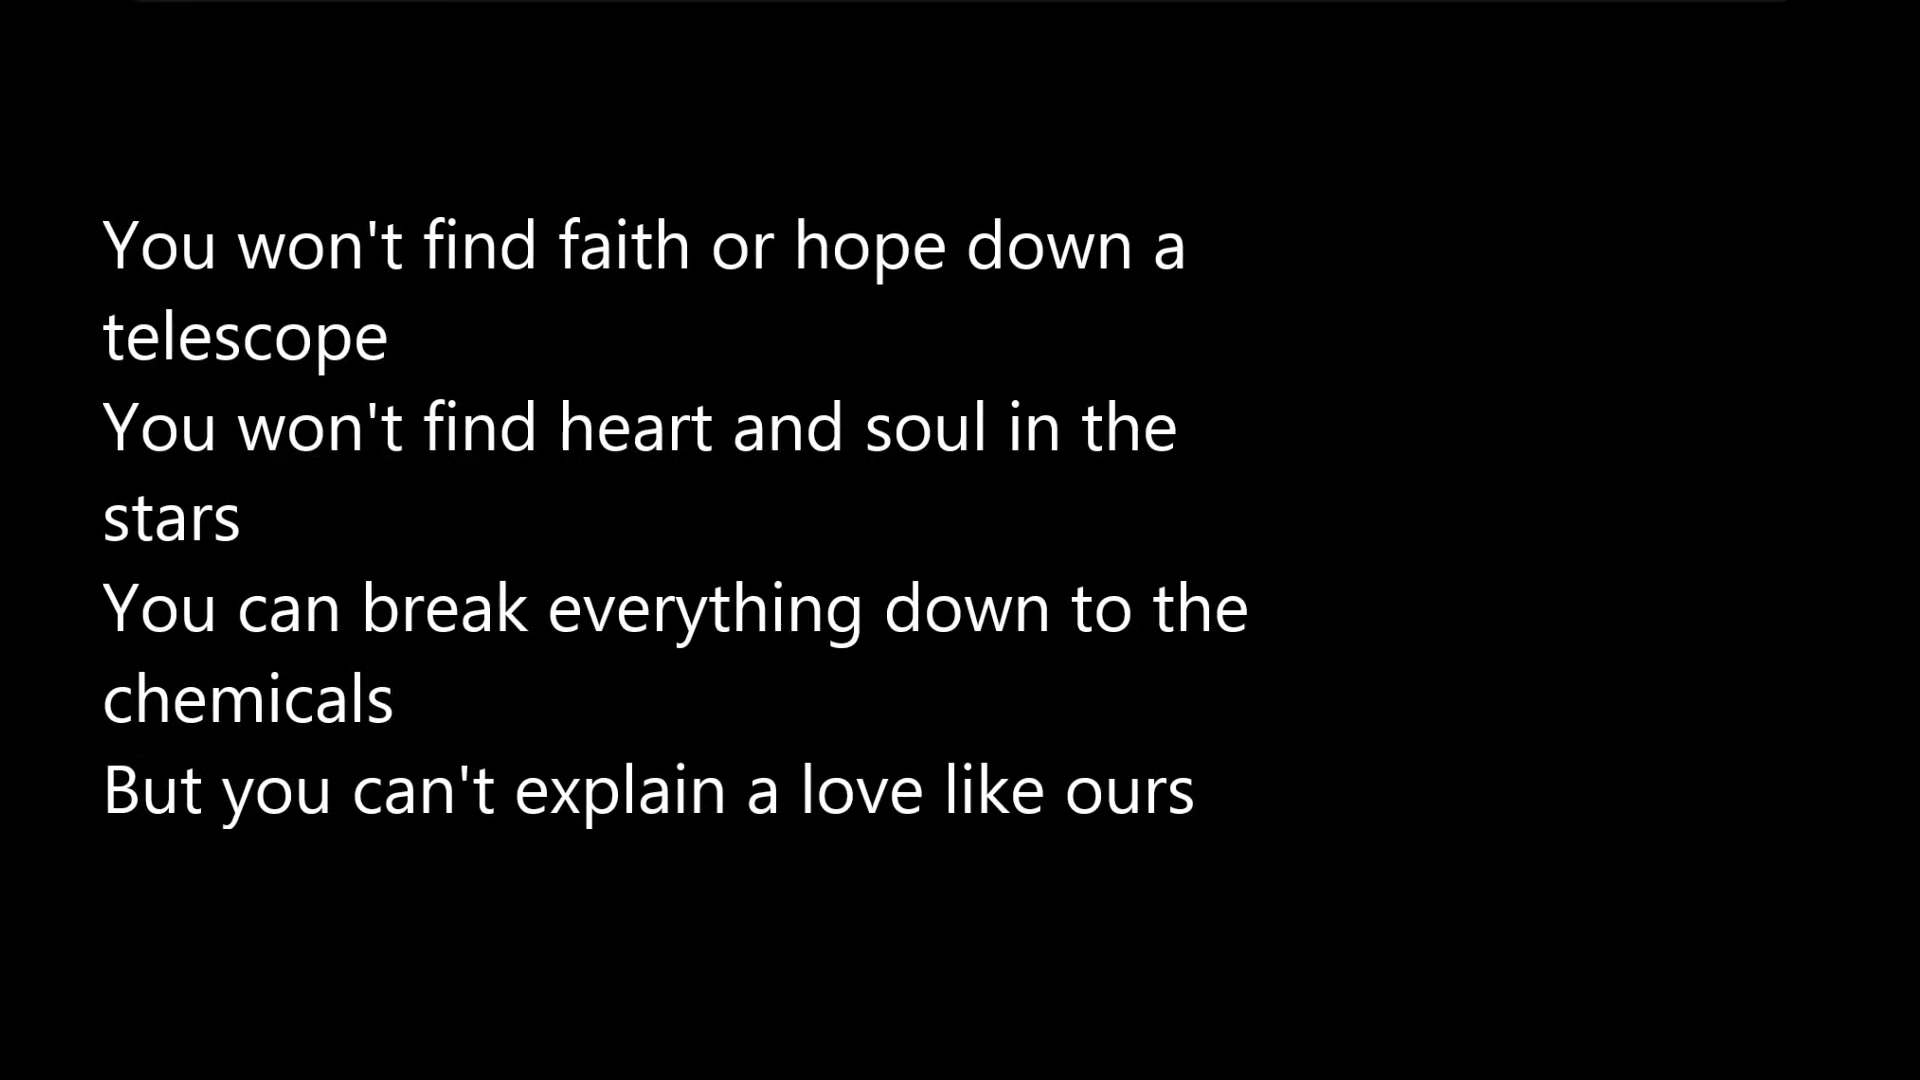 You won't find faith or hope down a
telescope
You won't find heart and soul in the
stars
You can break everything down to the
chemicals
But you can't explain a love like ours